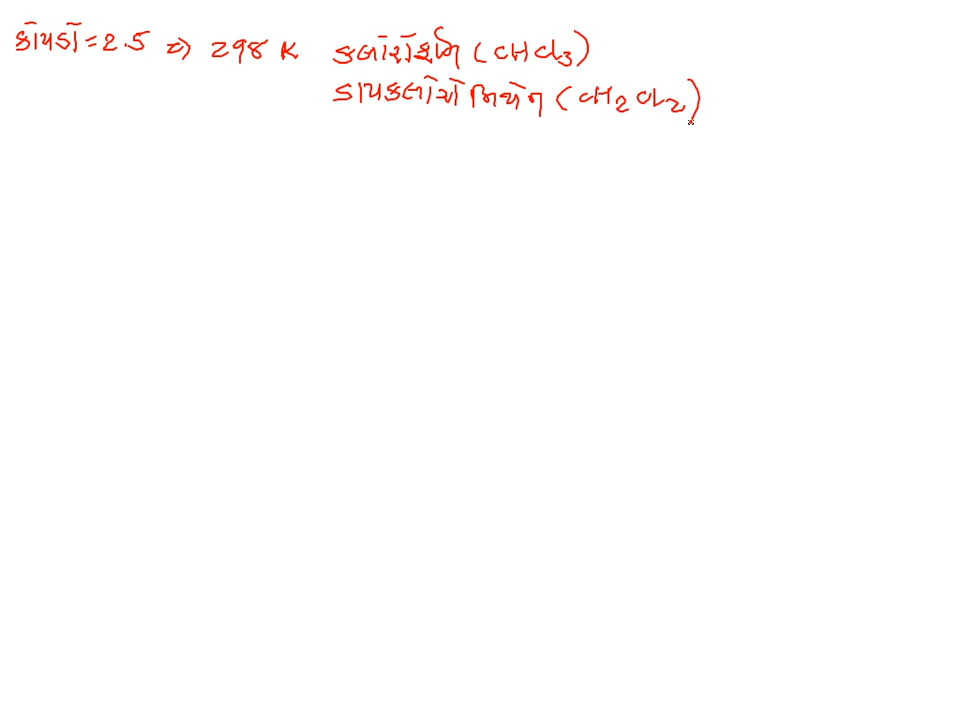 કોયડો = 2.5 ⇒ 298 K ક્લોરોફોર્મ (CHCl3)
ડાયક્લોરોમિથેન (CH2Cl2)